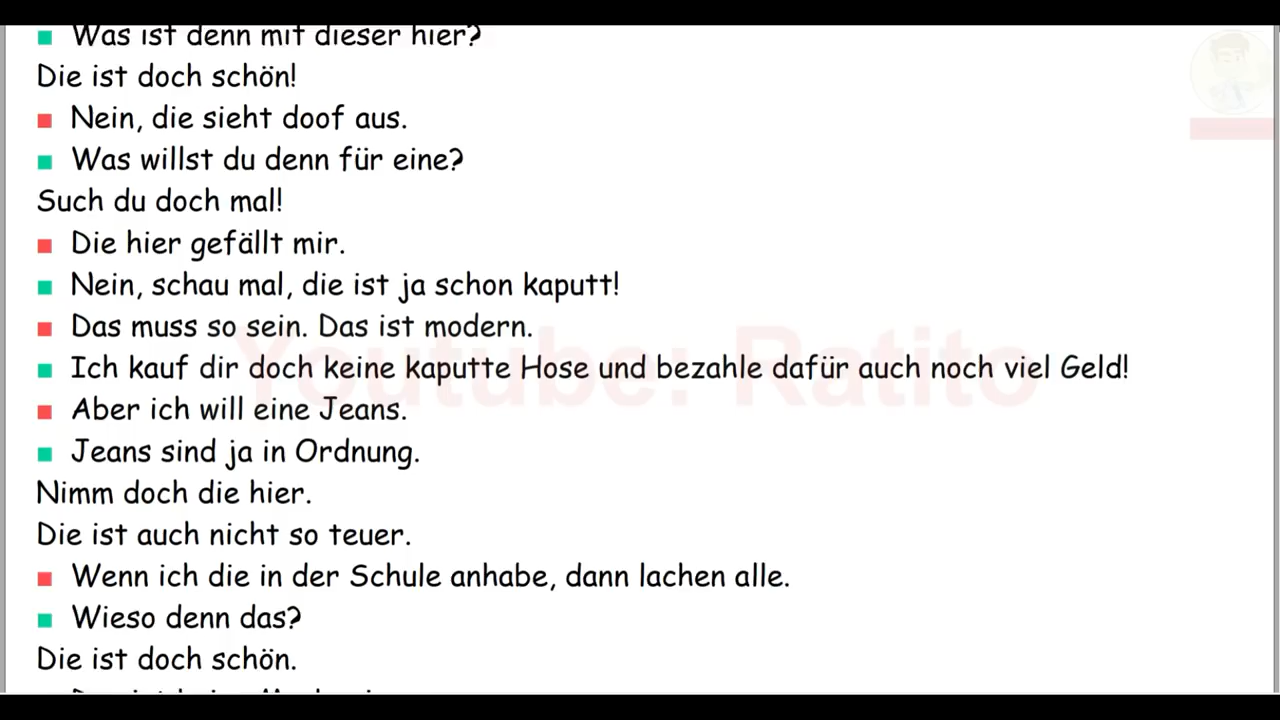 Was ist denn mit dieser hier?
Die ist doch schön!
Nein, die sieht doof aus.
Was willst du denn für eine?
Such du doch mal!
Die hier gefällt mir.
Nein, schau mal, die ist ja schon kaputt!
Das muss so sein. Das ist modern.
Youtube: Ratito
Ich kauf dir doch keine kaputte Hose und bezahle dafür auch noch viel Geld!
Aber ich will eine Jeans.
Jeans sind ja in Ordnung.
Nimm doch die hier.
Die ist auch nicht so teuer.
Wenn ich die in der Schule anhabe, dann lachen alle.
Wieso denn das?
Die ist doch schön.